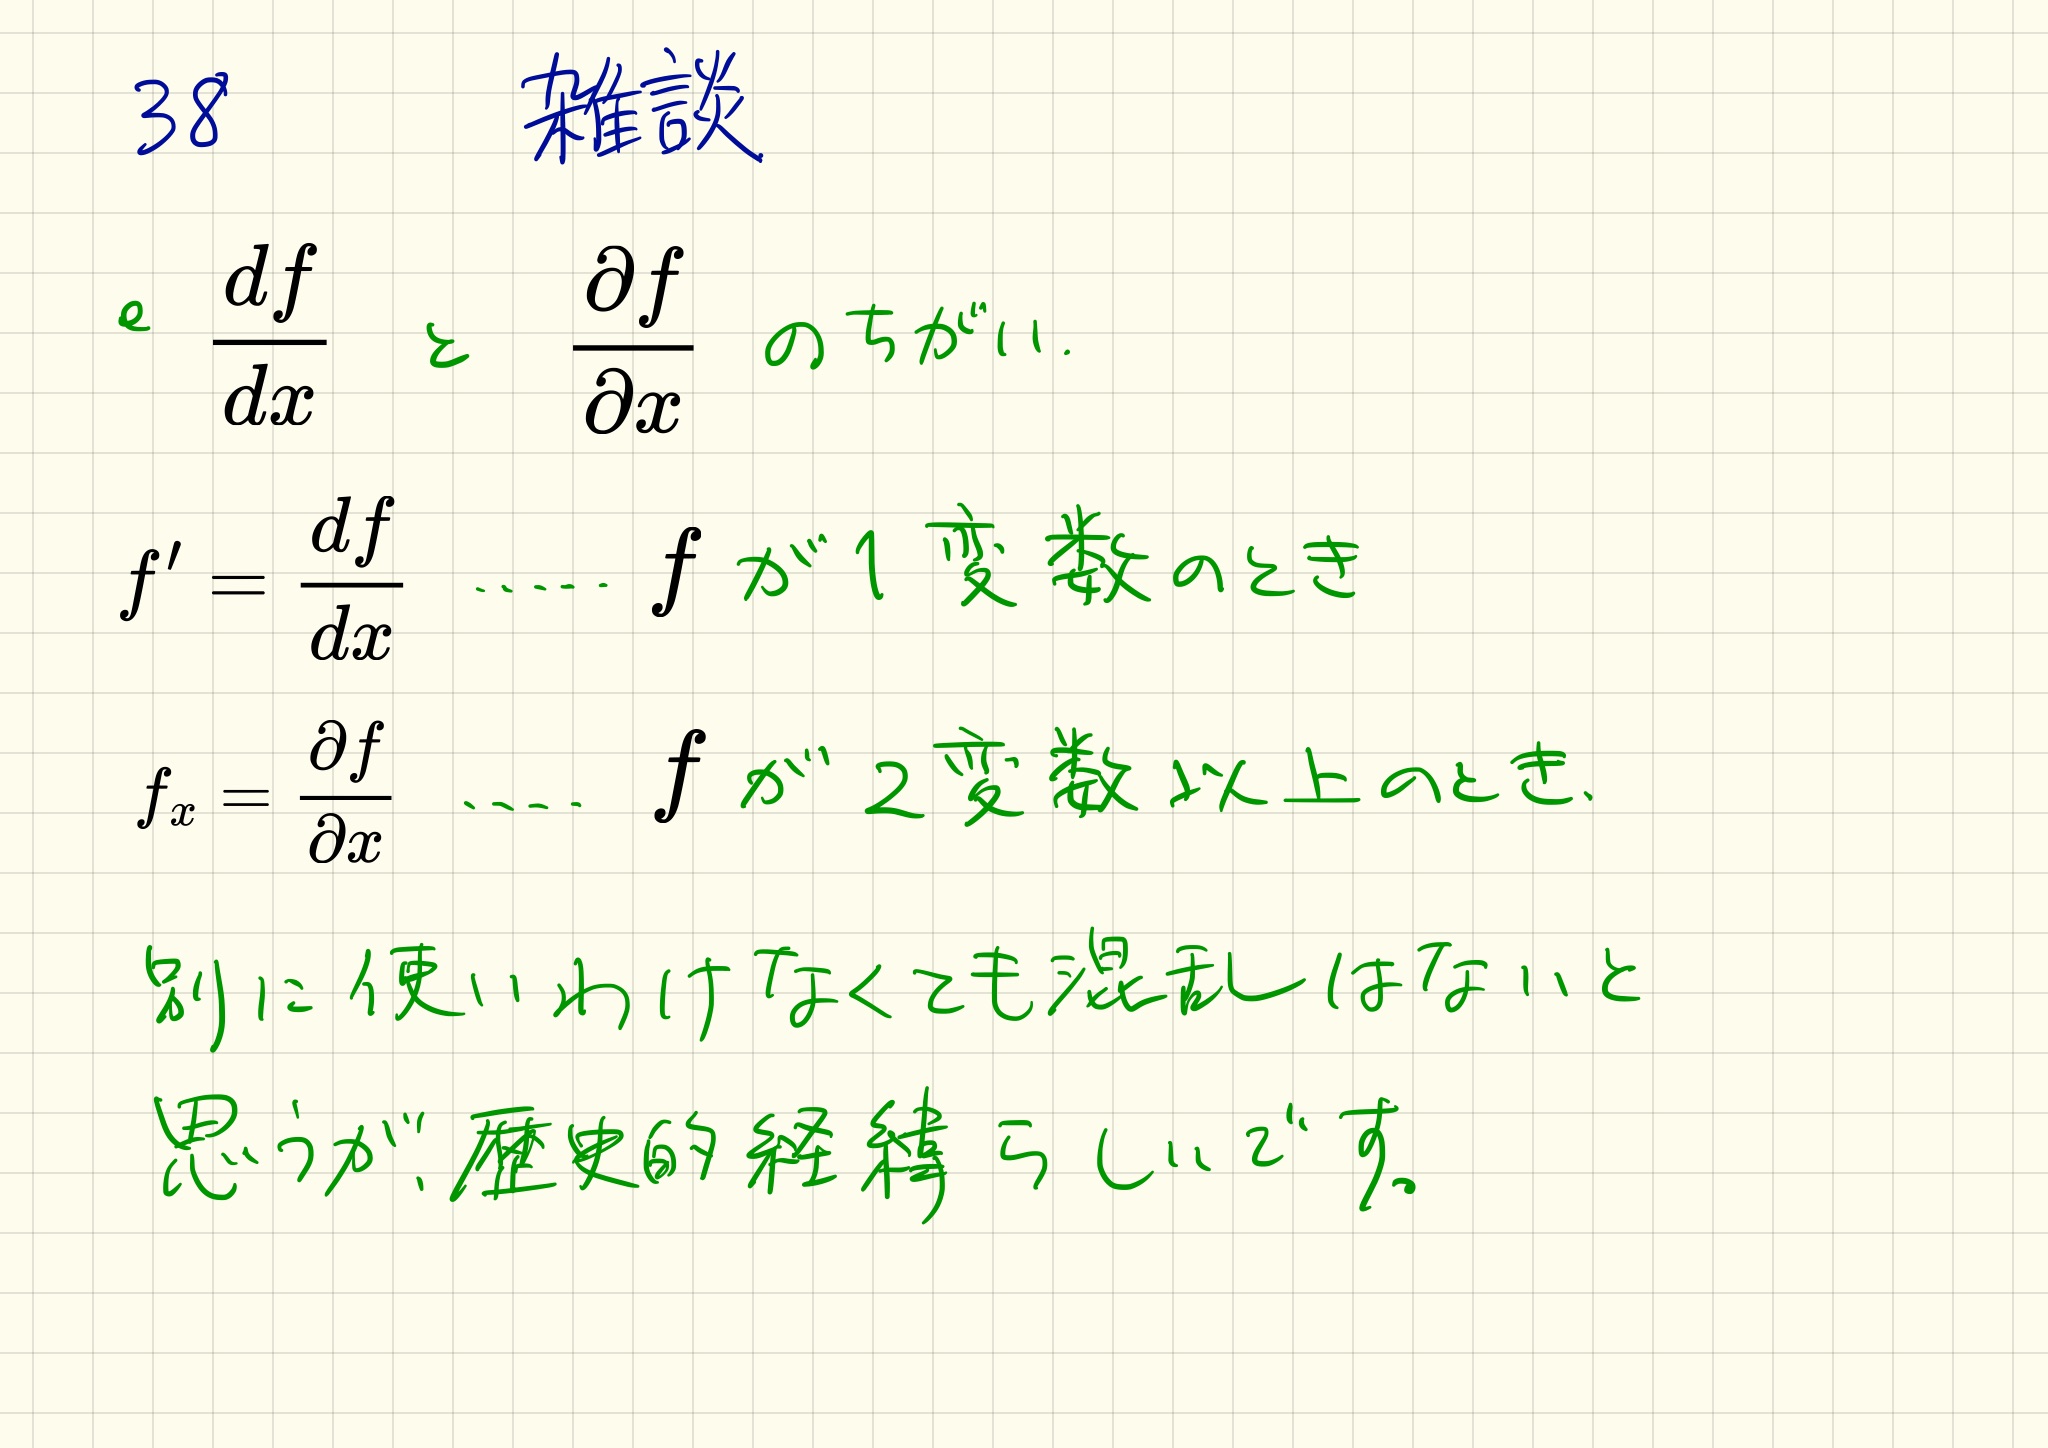 38 雑談
• df/dx と ∂f/∂x のちがい.
f′ = df/dx ・・・・・ f が1変数のとき
fₓ = ∂f/∂x ・・・・ f が2変数以上のとき、
別に使いわけなくても混乱はないと
思うが、歴史的経緯らしいです。